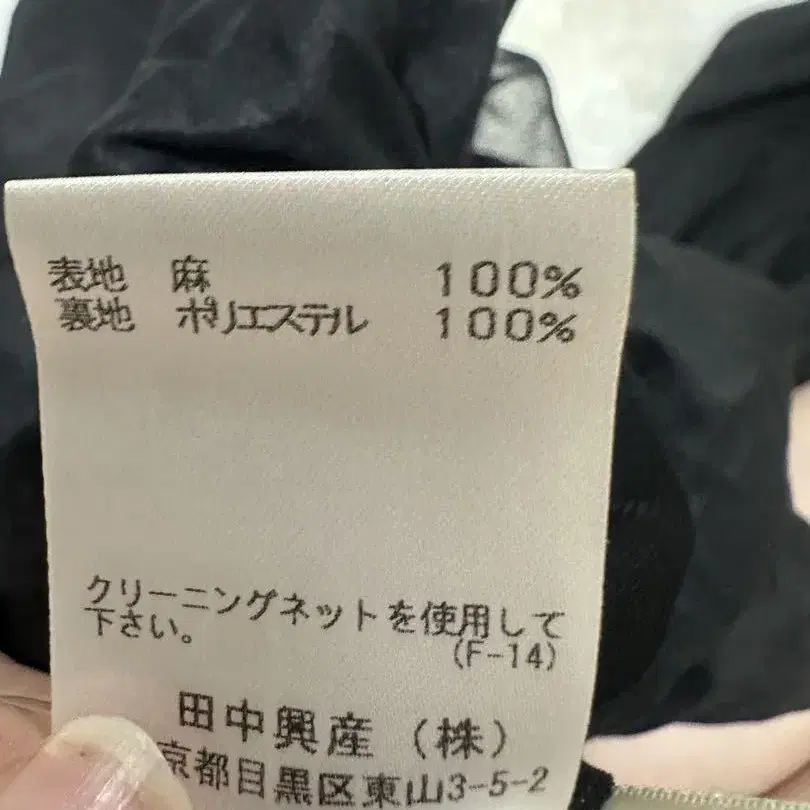 表地 麻 100%
裏地 ポリエステル 100%
クリーニングネットを使用して
下さい。
(F-14)
田中興産(株)
京都目黒区東山3-5-2